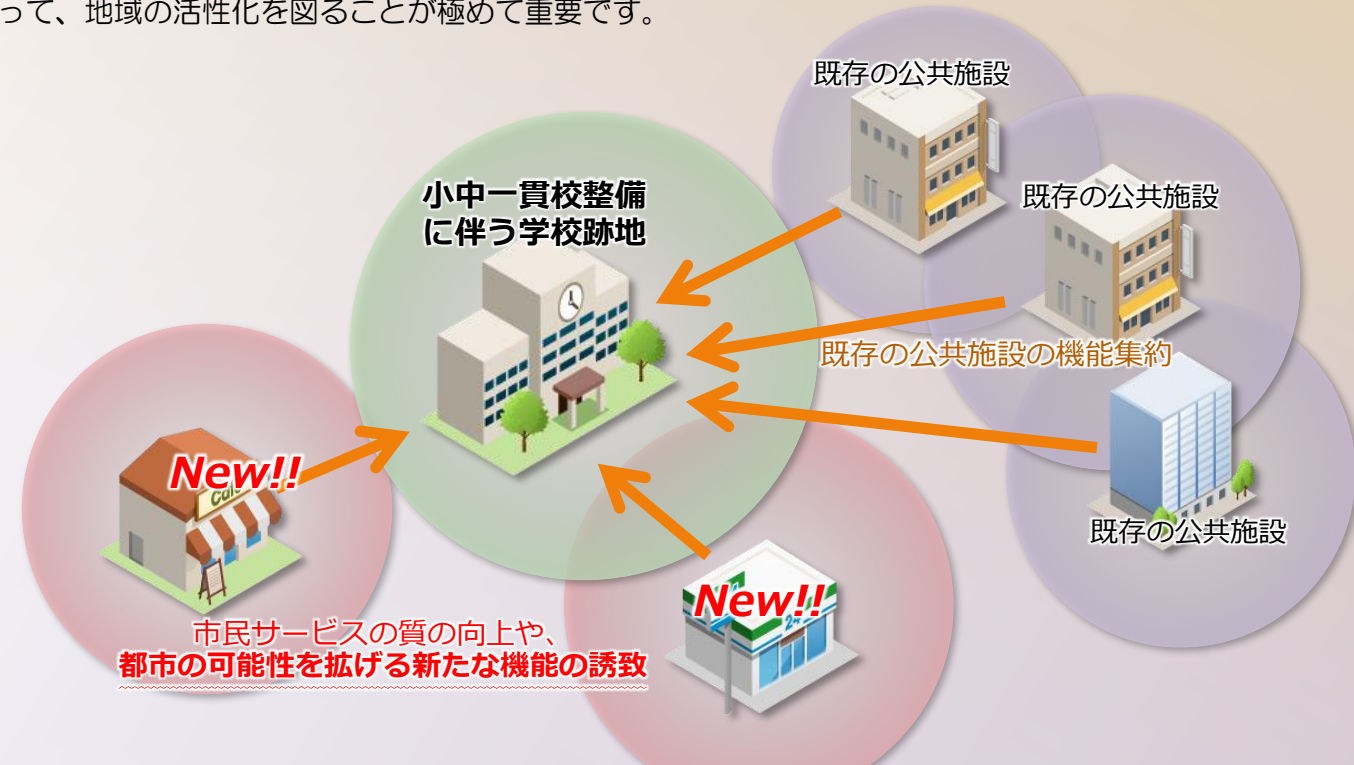 って、地域の活性化を図ることが極めて重要です。
既存の公共施設
小中一貫校整備
に伴う学校跡地
既存の公共施設
既存の公共施設の機能集約
New!!
既存の公共施設
New!!
市民サービスの質の向上や、
都市の可能性を拡げる新たな機能の誘致